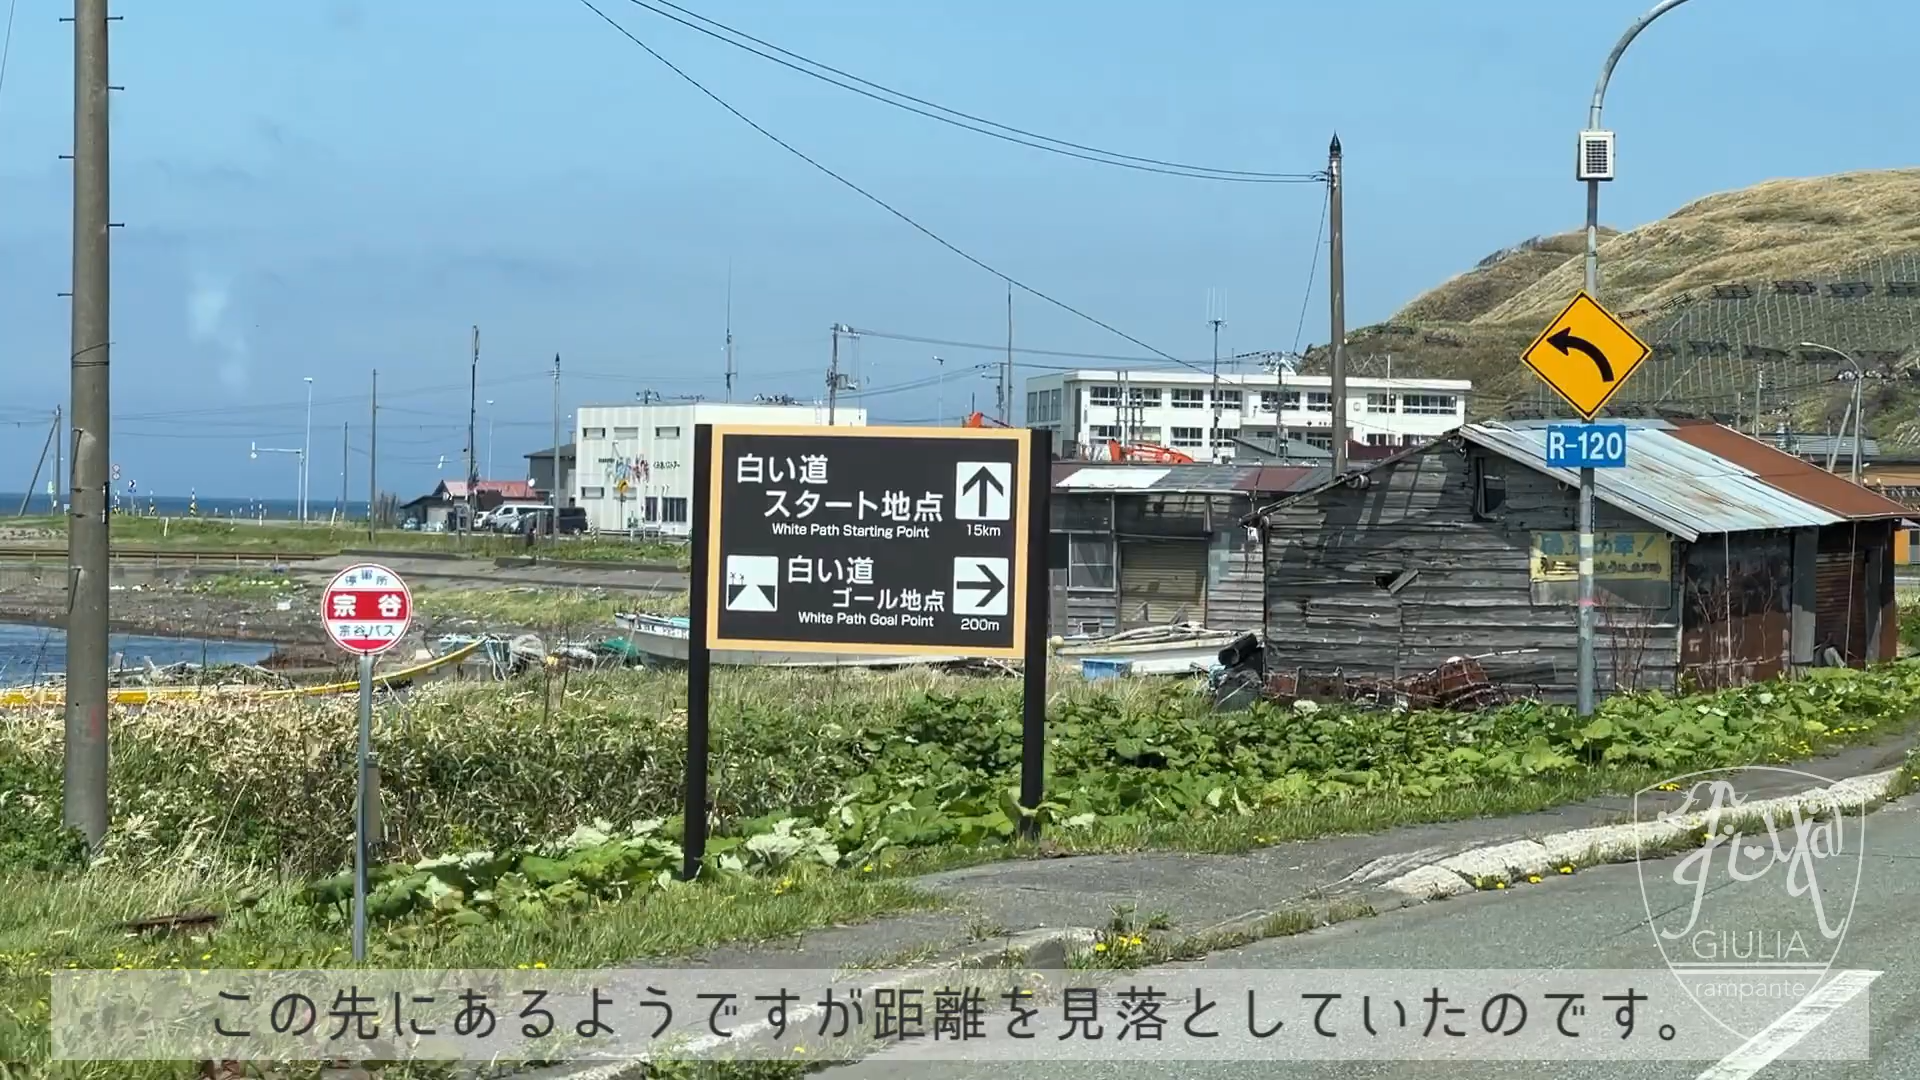 白い道
スタート地点
White Path Starting Point
15km
白い道
ゴール地点
White Path Goal Point
200m
停留所
宗谷
宗谷バス
R-120
GIULIA
rampante
この先にあるようですが距離を見落としていたのです。